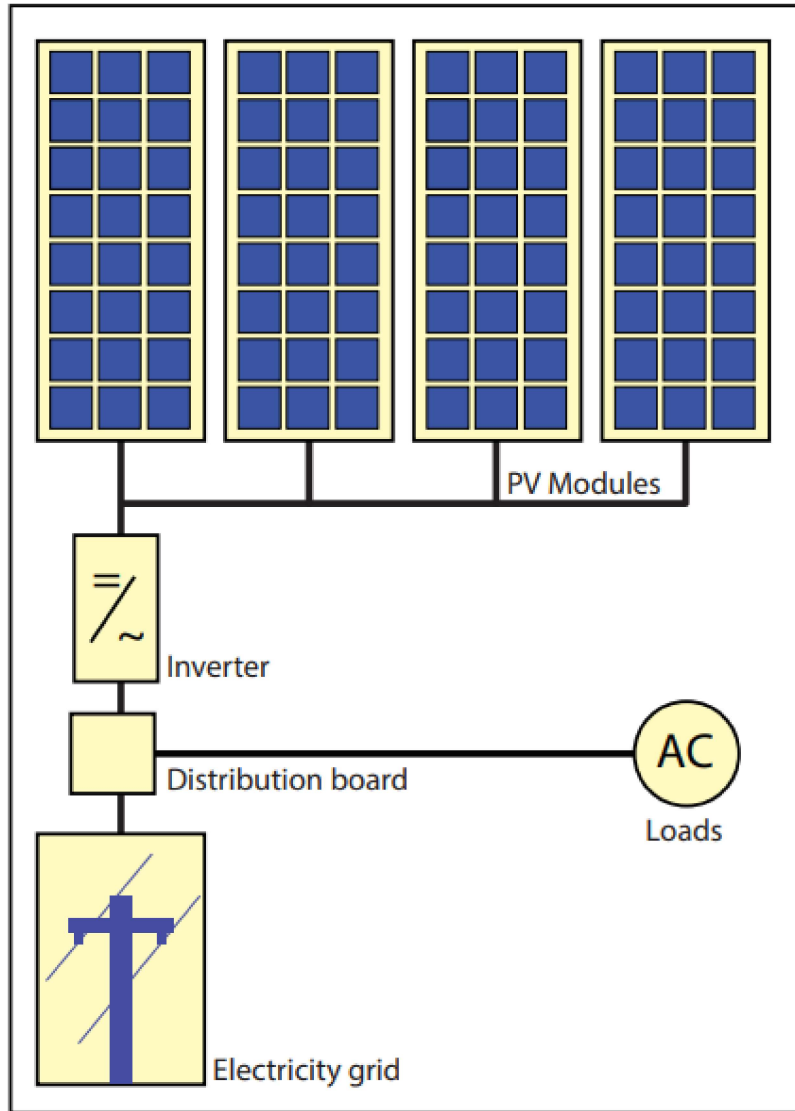 PV Modules
Inverter
Distribution board
AC
Loads
Electricity grid